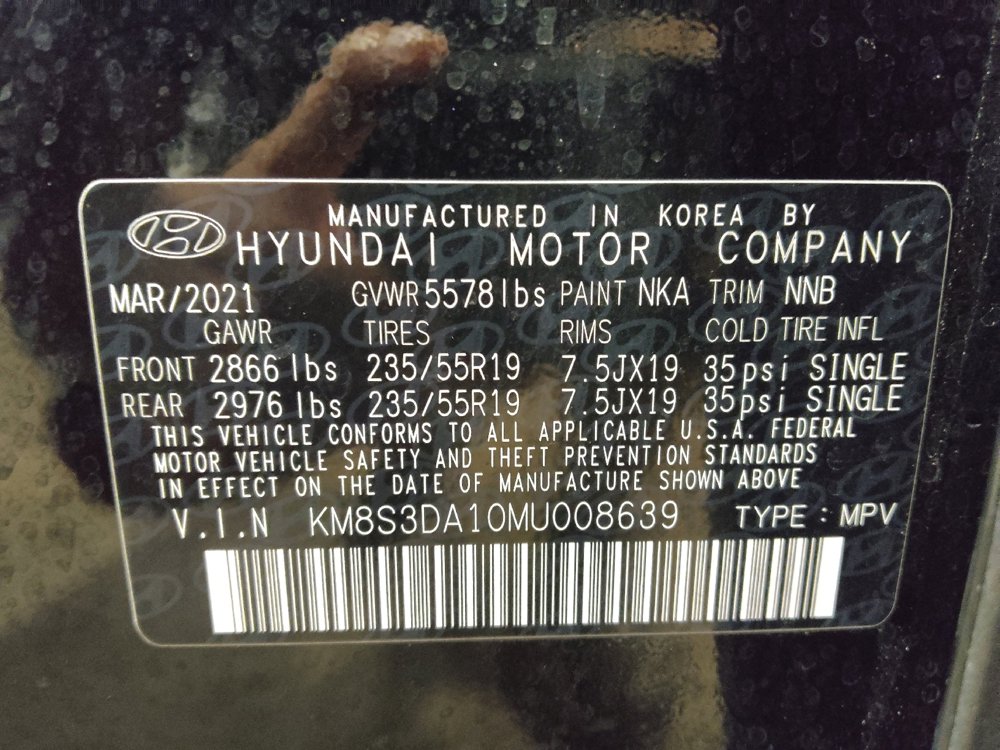 MANUFACTURED IN KOREA BY
HYUNDAI MOTOR COMPANY
MAR/2021 GVWR 5578lbs PAINT NKA TRIM NNB
GAWR TIRES RIMS COLD TIRE INFL
FRONT 2866 lbs 235/55R19 7.5JX19 35psi SINGLE
REAR 2976 lbs 235/55R19 7.5JX19 35psi SINGLE
THIS VEHICLE CONFORMS TO ALL APPLICABLE U.S.A. FEDERAL
MOTOR VEHICLE SAFETY AND THEFT PREVENTION STANDARDS
IN EFFECT ON THE DATE OF MANUFACTURE SHOWN ABOVE
V.I.N KM8S3DA10MU008639 TYPE : MPV